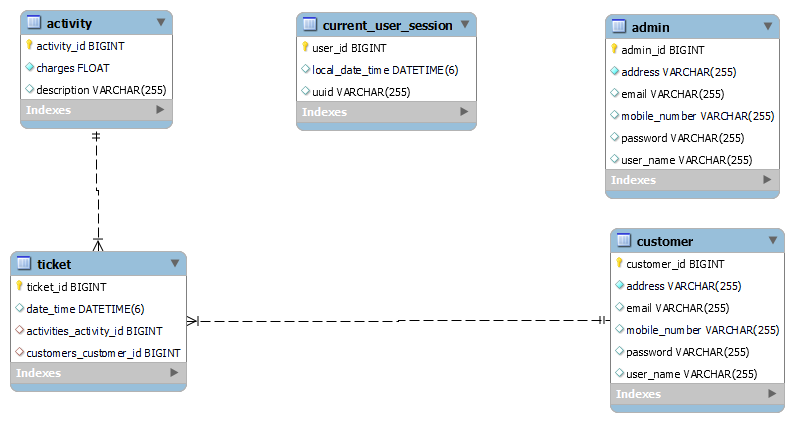 activity
activity_id BIGINT
charges FLOAT
description VARCHAR(255)
Indexes
current_user_session
user_id BIGINT
local_date_time DATETIME(6)
uuid VARCHAR(255)
Indexes
admin
admin_id BIGINT
address VARCHAR(255)
email VARCHAR(255)
mobile_number VARCHAR(255)
password VARCHAR(255)
user_name VARCHAR(255)
Indexes
ticket
ticket_id BIGINT
date_time DATETIME(6)
activities_activity_id BIGINT
customers_customer_id BIGINT
Indexes
customer
customer_id BIGINT
address VARCHAR(255)
email VARCHAR(255)
mobile_number VARCHAR(255)
password VARCHAR(255)
user_name VARCHAR(255)
Indexes